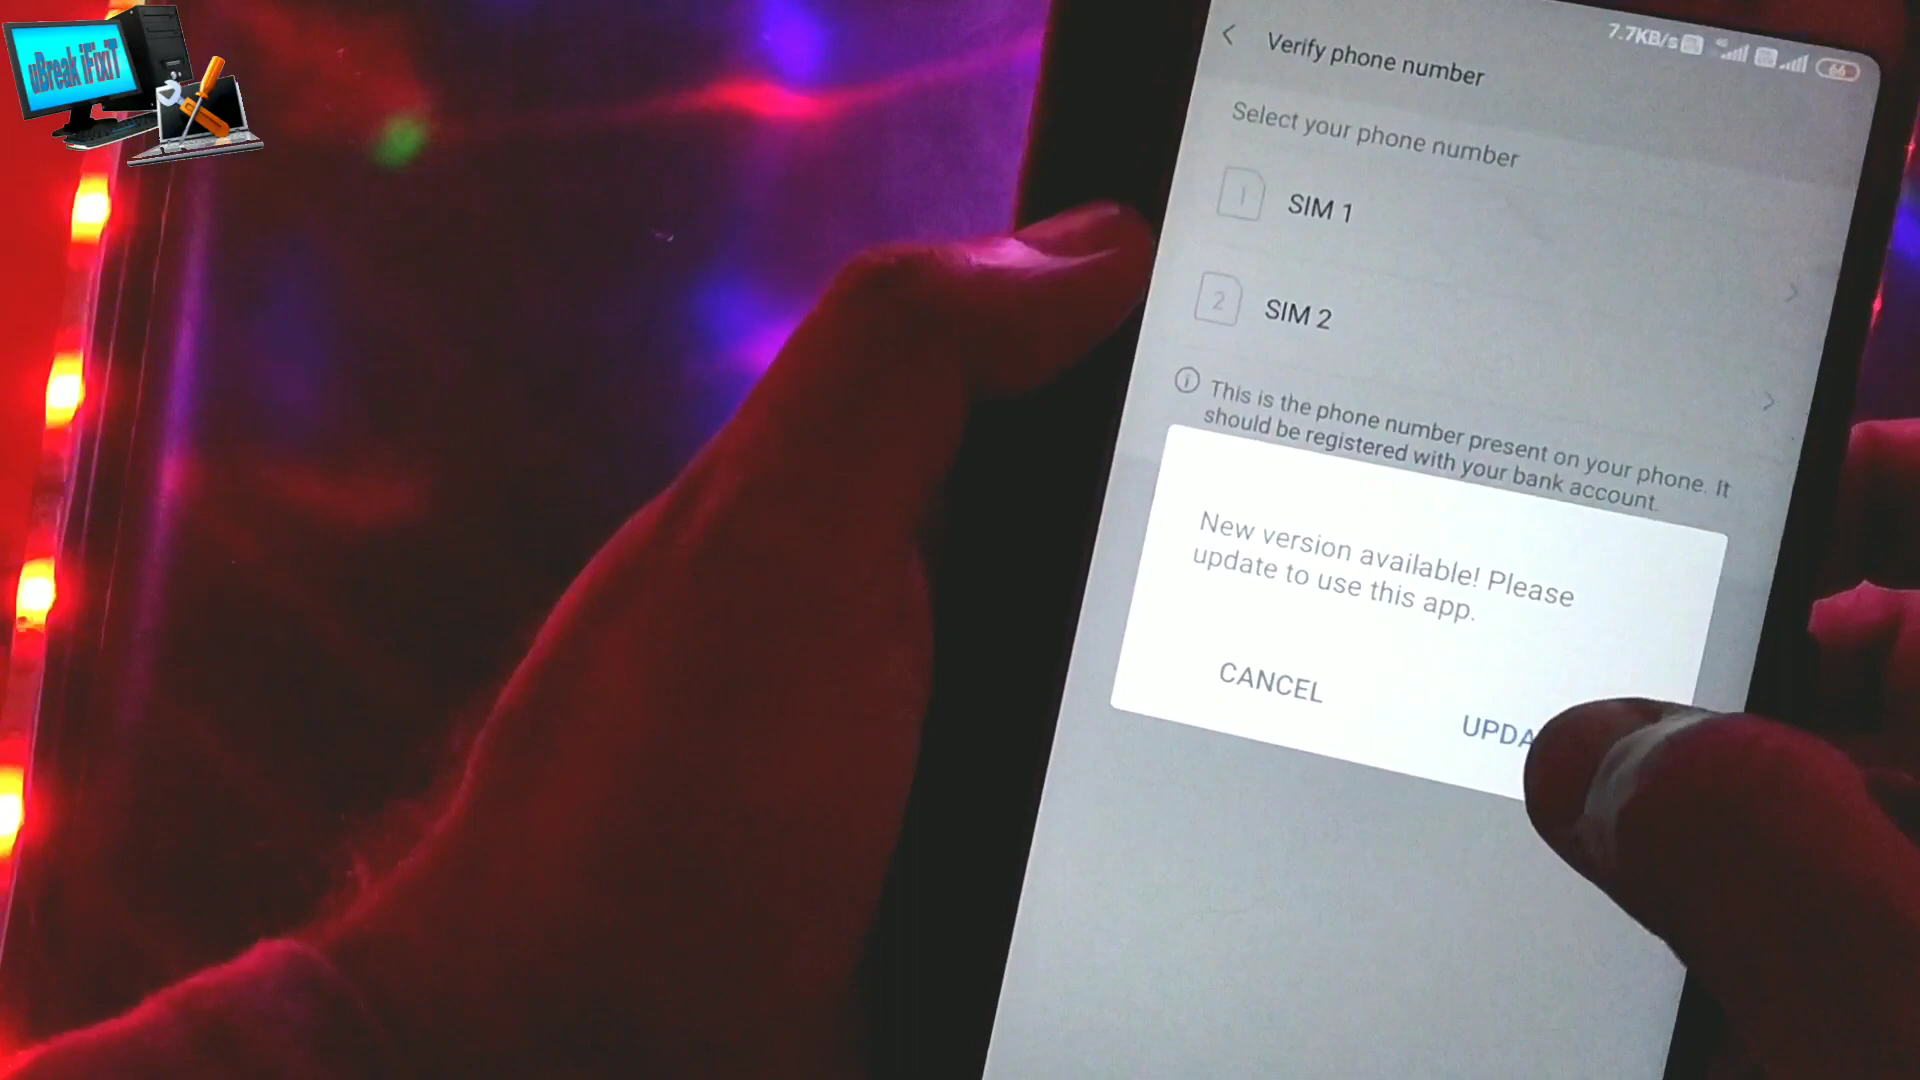 uBreak iFixiT
7.7KB/s
66
Verify phone number
Select your phone number
1
SIM 1
2
SIM 2
This is the phone number present on your phone. It
should be registered with your bank account.
New version available! Please
update to use this app.
CANCEL
UPDA